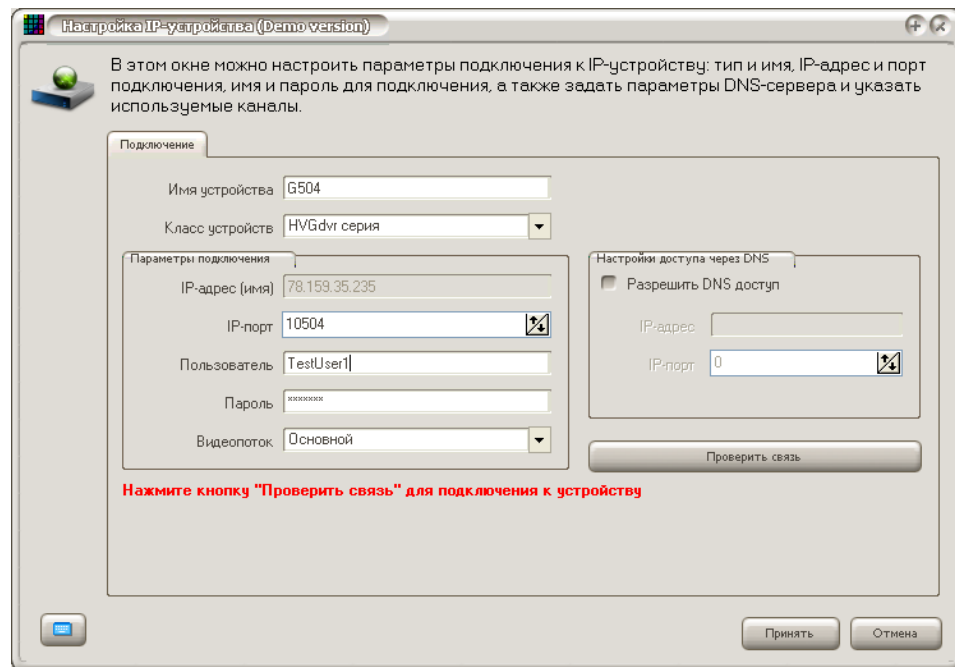 Настройка IP-устройства (Demo version)
В этом окне можно настроить параметры подключения к IP-устройству: тип и имя, IP-адрес и порт
подключения, имя и пароль для подключения, а также задать параметры DNS-сервера и указать
используемые каналы.
Подключение
Имя устройства G504
Класс устройств HVGdvr серия
Параметры подключения
IP-адрес (имя) 78.159.35.235
IP-порт 10504
Пользователь TestUser1
Пароль *******
Видеопоток Основной
Настройки доступа через DNS
Разрешить DNS доступ
IP-адрес
IP-порт 0
Проверить связь
Нажмите кнопку "Проверить связь" для подключения к устройству
Принять Отмена